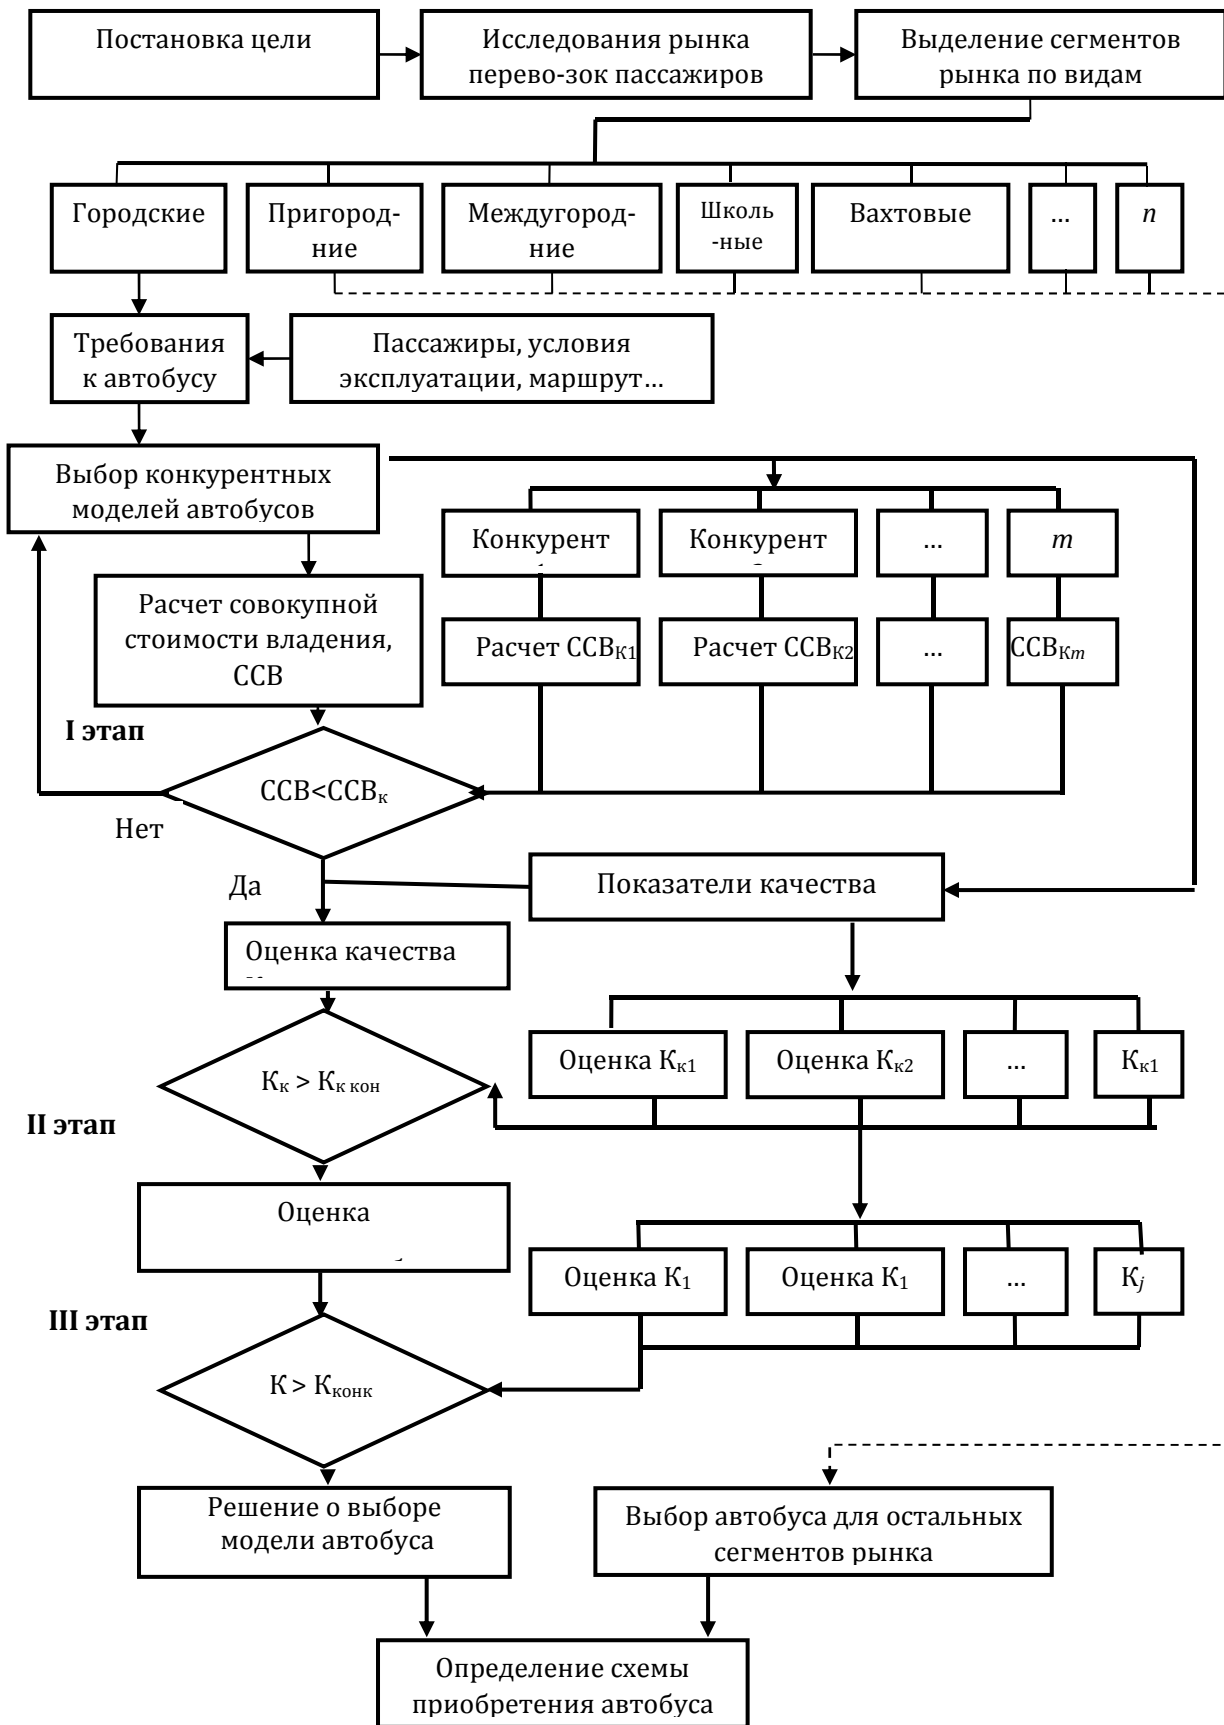 Постановка цели
Исследования рынка
перево-зок пассажиров
Выделение сегментов
рынка по видам
Городские
Пригород-
ние
Междугород-
ние
Школь
-ные
Вахтовые
...
n
Требования
к автобусу
Пассажиры, условия
эксплуатации, маршрут...
Выбор конкурентных
моделей автобусов
Конкурент
Конкурент
...
m
Расчет совокупной
стоимости владения,
ССВ
Расчет ССВК1
Расчет ССВК2
...
ССВКm
I этап
ССВ<ССВк
Нет
Да
Показатели качества
Оценка качества
Оценка Кк1
Оценка Кк2
...
Кк1
Кк > Кк кон
II этап
Оценка
Оценка К1
Оценка К1
...
Кj
III этап
К > Кконк
Решение о выборе
модели автобуса
Выбор автобуса для остальных
сегментов рынка
Определение схемы
приобретения автобуса